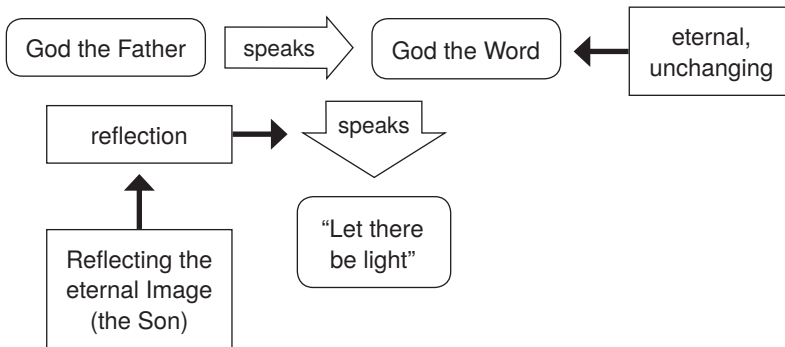 God the Father
speaks
God the Word
eternal,
unchanging
reflection
speaks
“Let there
be light”
Reflecting the
eternal Image
(the Son)